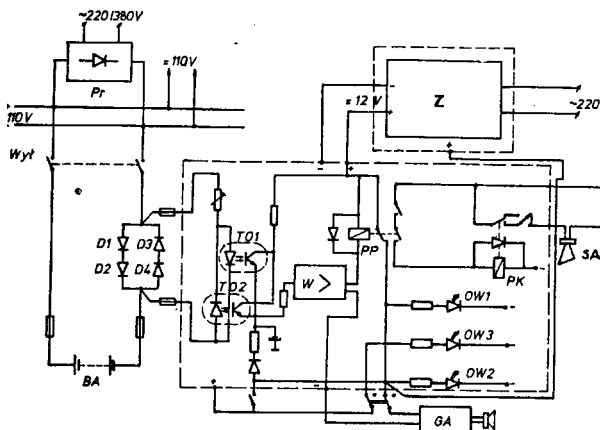 ~220/380V
Pr
= 110V
110V
Wył
D1
D3
D2
D4
BA
TO1
TO2
W >
PP
= 12 V
Z
~220
PK
SA
OW1
OW3
OW2
GA